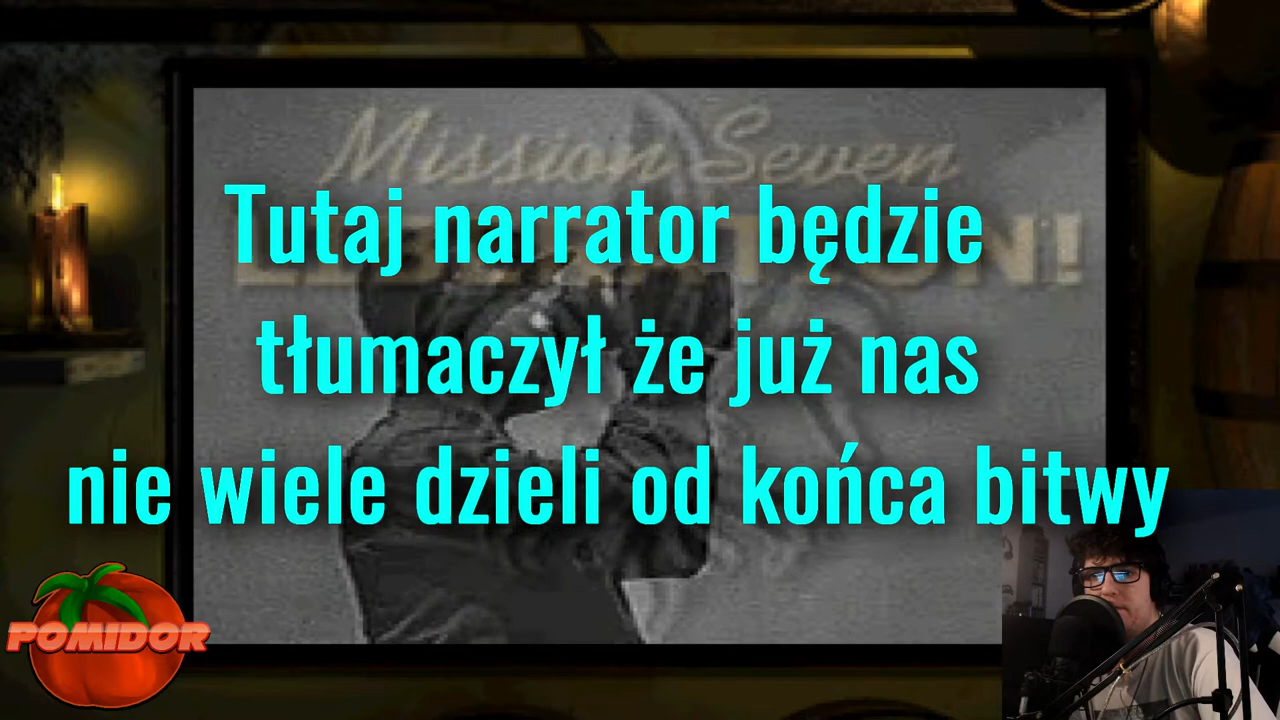 Mission Seven
Tutaj narrator będzie
tłumaczył że już nas
nie wiele dzieli od końca bitwy
POMIDOR